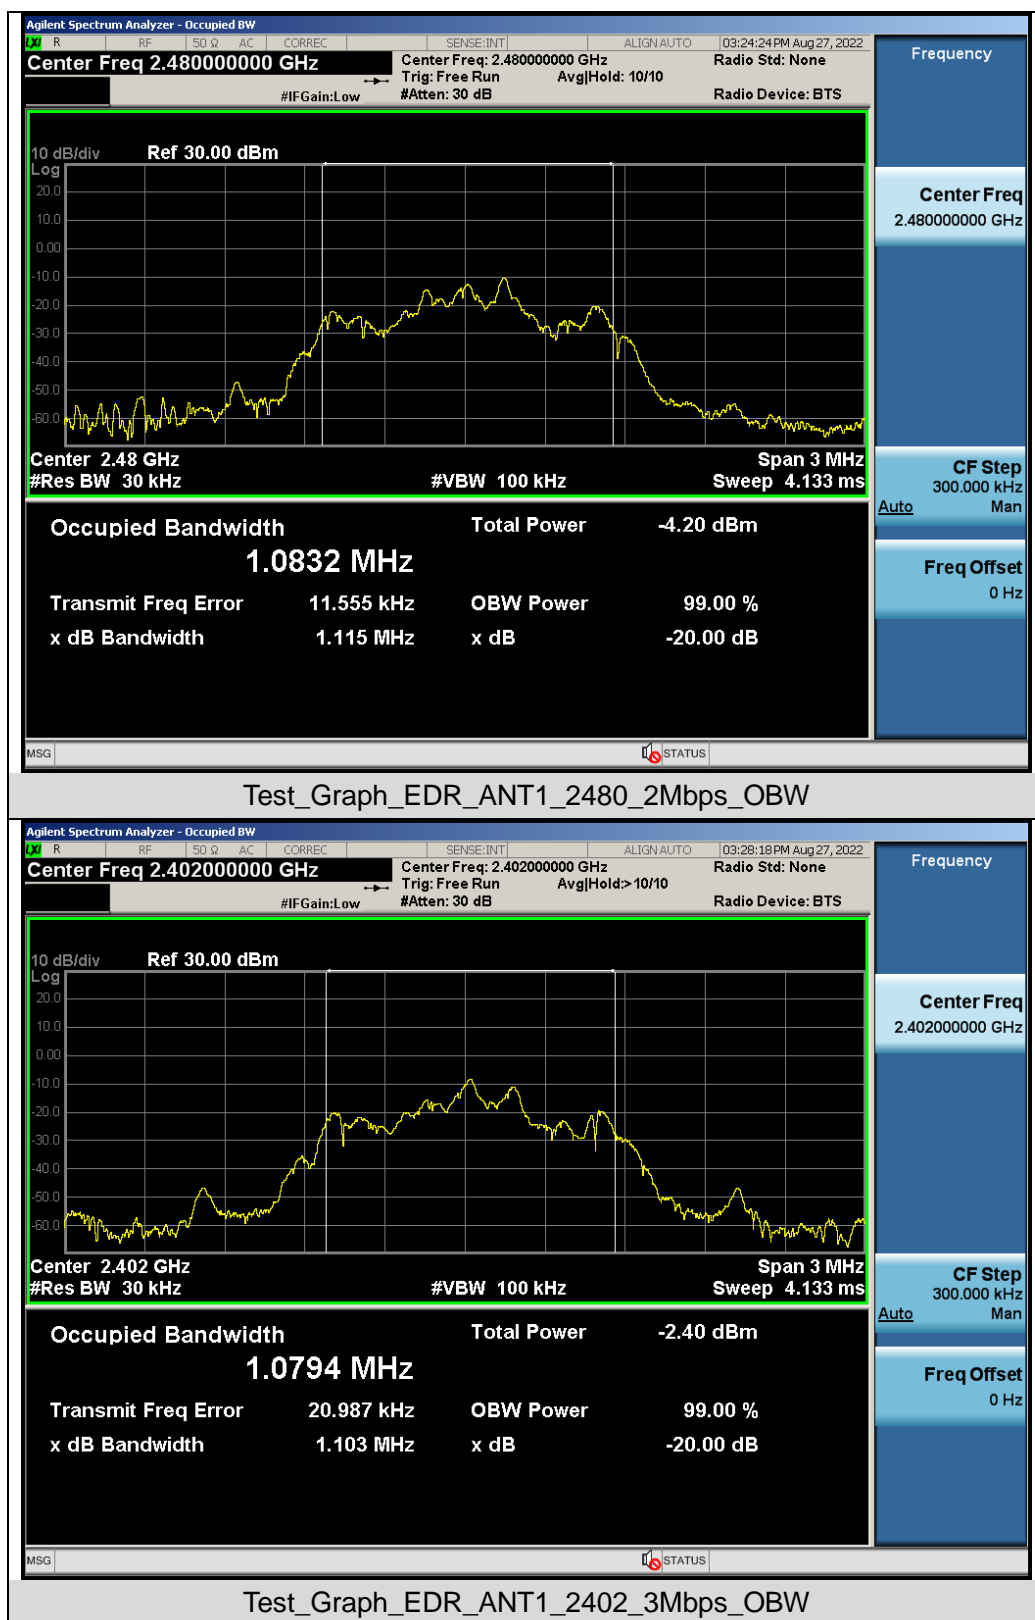 Agilent Spectrum Analyzer - Occupied BW
LXI R RF 50 Ω AC CORREC SENSE:INT ALIGN AUTO 03:24:24 PM Aug 27, 2022
Center Freq 2.480000000 GHz Center Freq: 2.480000000 GHz Radio Std: None
Trig: Free Run Avg|Hold: 10/10
#IFGain:Low #Atten: 30 dB Radio Device: BTS
10 dB/div Ref 30.00 dBm
Log
20.0
10.0
0.00
-10.0
-20.0
-30.0
-40.0
-50.0
-60.0
Center 2.48 GHz Span 3 MHz
#Res BW 30 kHz #VBW 100 kHz Sweep 4.133 ms
Occupied Bandwidth Total Power -4.20 dBm
1.0832 MHz
Transmit Freq Error 11.555 kHz OBW Power 99.00 %
x dB Bandwidth 1.115 MHz x dB -20.00 dB
MSG STATUS
Frequency
Center Freq
2.480000000 GHz
CF Step
300.000 kHz
Auto Man
Freq Offset
0 Hz
Test_Graph_EDR_ANT1_2480_2Mbps_OBW
Agilent Spectrum Analyzer - Occupied BW
LXI R RF 50 Ω AC CORREC SENSE:INT ALIGN AUTO 03:28:18 PM Aug 27, 2022
Center Freq 2.402000000 GHz Center Freq: 2.402000000 GHz Radio Std: None
Trig: Free Run Avg|Hold:> 10/10
#IFGain:Low #Atten: 30 dB Radio Device: BTS
10 dB/div Ref 30.00 dBm
Log
20.0
10.0
0.00
-10.0
-20.0
-30.0
-40.0
-50.0
-60.0
Center 2.402 GHz Span 3 MHz
#Res BW 30 kHz #VBW 100 kHz Sweep 4.133 ms
Occupied Bandwidth Total Power -2.40 dBm
1.0794 MHz
Transmit Freq Error 20.987 kHz OBW Power 99.00 %
x dB Bandwidth 1.103 MHz x dB -20.00 dB
MSG STATUS
Frequency
Center Freq
2.402000000 GHz
CF Step
300.000 kHz
Auto Man
Freq Offset
0 Hz
Test_Graph_EDR_ANT1_2402_3Mbps_OBW